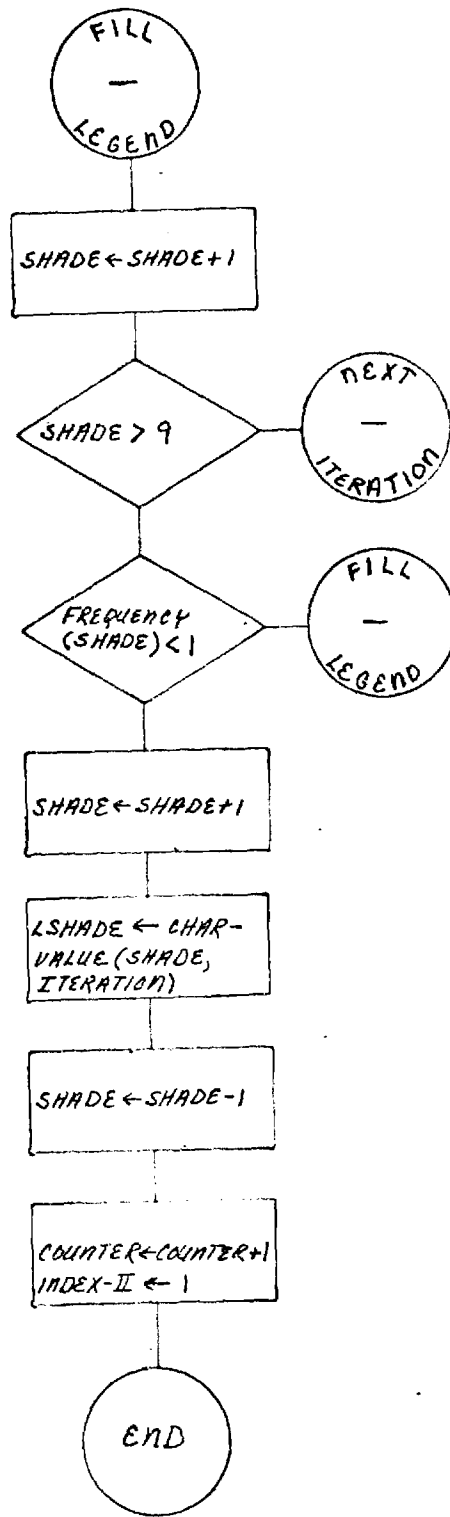 FILL
—
LEGEND
SHADE ← SHADE+1
SHADE > 9
NEXT
—
ITERATION
FREQUENCY
(SHADE) < 1
FILL
—
LEGEND
SHADE ← SHADE+1
LSHADE ← CHAR-
VALUE (SHADE,
ITERATION)
SHADE ← SHADE-1
COUNTER ← COUNTER+1
INDEX-II ← 1
END